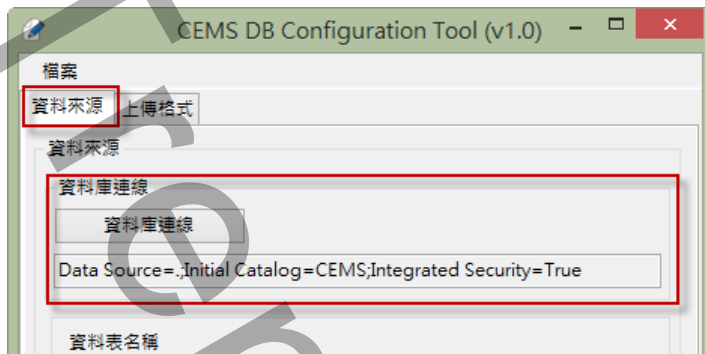 CEMS DB Configuration Tool (v1.0)
檔案
資料來源 上傳格式
資料來源
資料庫連線
資料庫連線
Data Source=.;Initial Catalog=CEMS;Integrated Security=True
資料表名稱